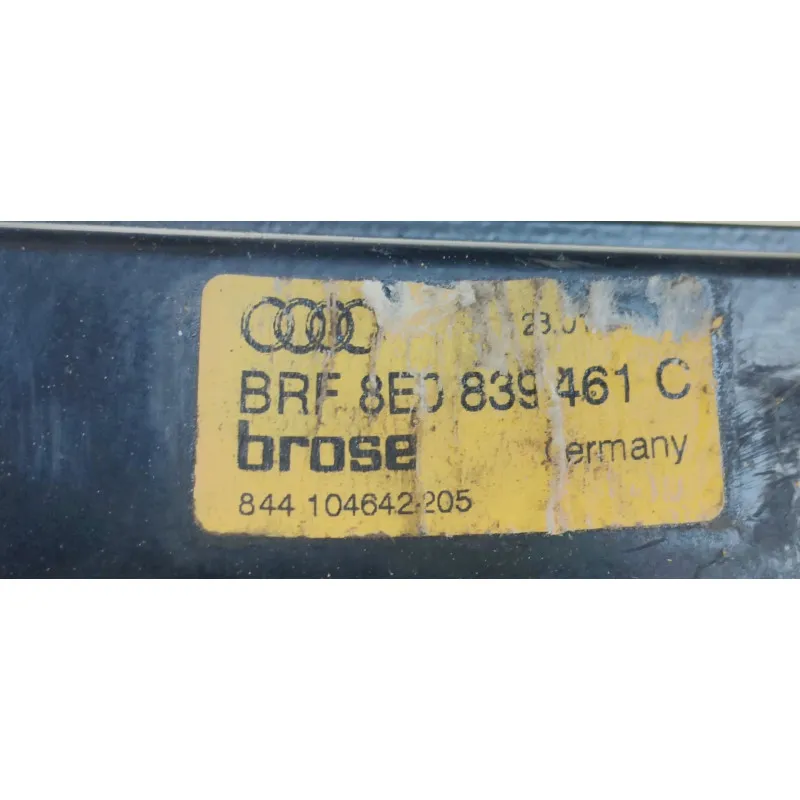 23.01
BRF 8E0 839 461 C
brose Germany
844 104642-205